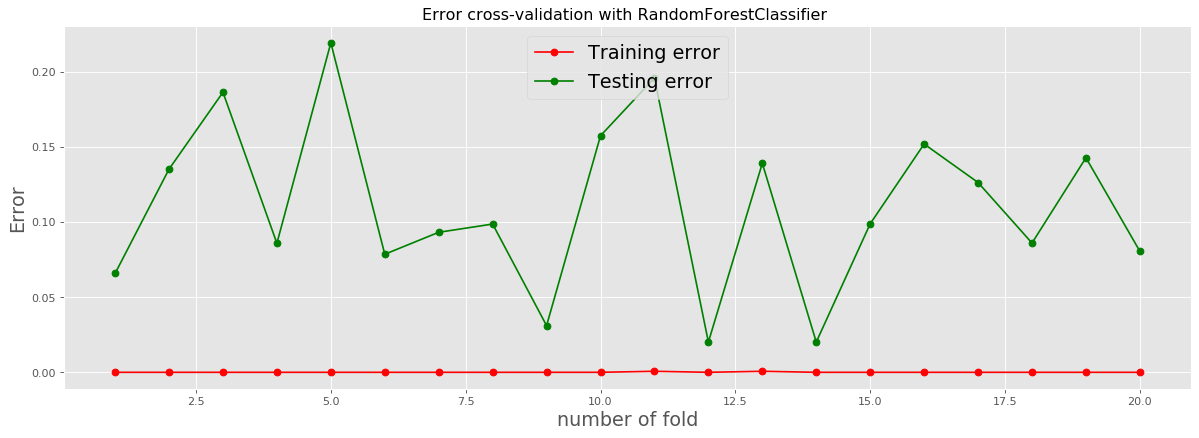 Error cross-validation with RandomForestClassifier
Training error
Testing error
Error
0.20
0.15
0.10
0.05
0.00
2.5 5.0 7.5 10.0 12.5 15.0 17.5 20.0
number of fold